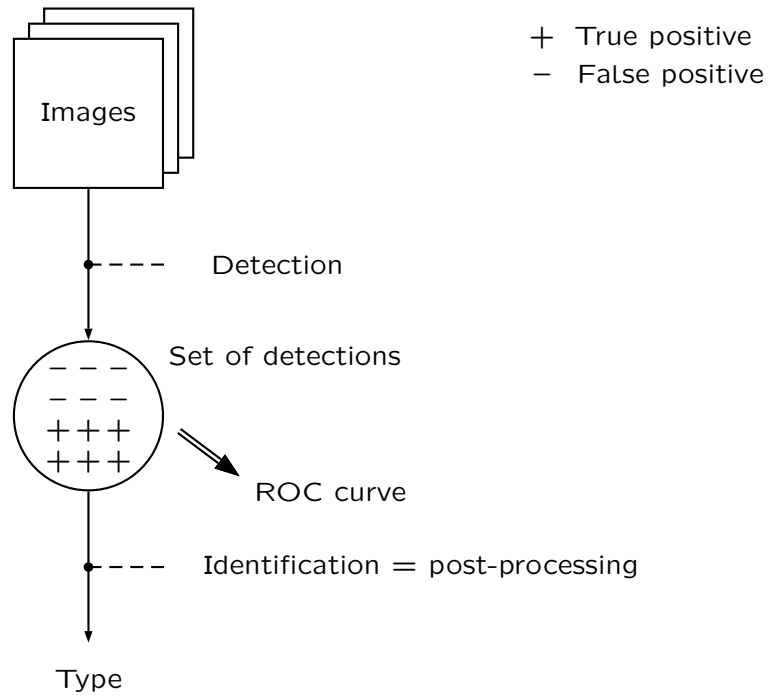 + True positive
− False positive
Images
Detection
Set of detections
− − −
− − −
+ + +
+ + +
ROC curve
Identification = post-processing
Type